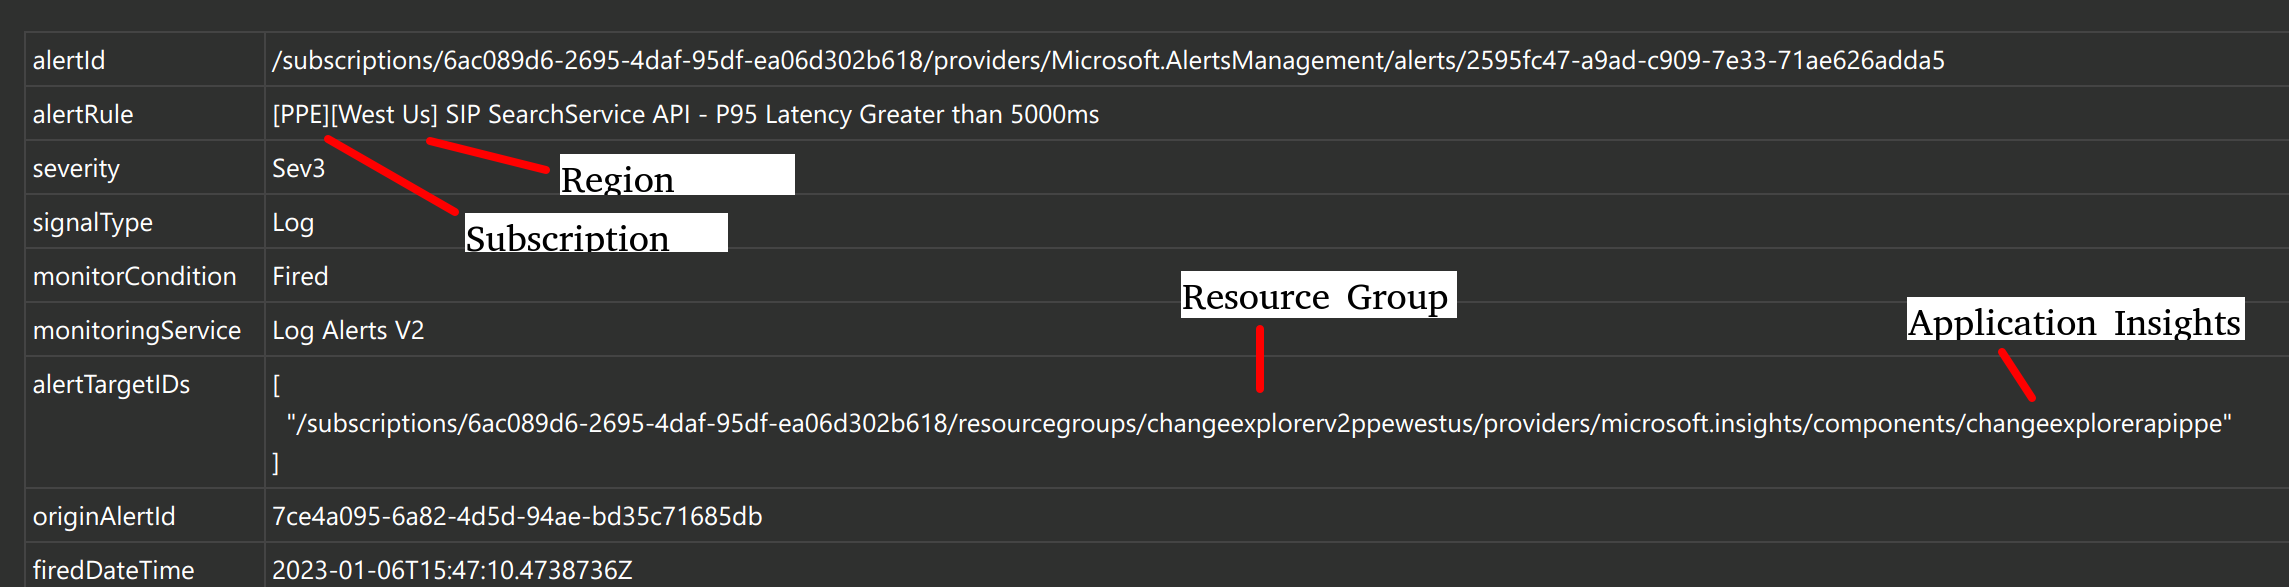 alertId /subscriptions/6ac089d6-2695-4daf-95df-ea06d302b618/providers/Microsoft.AlertsManagement/alerts/2595fc47-a9ad-c909-7e33-71ae626adda5
alertRule [PPE][West Us] SIP SearchService API - P95 Latency Greater than 5000ms
severity Sev3
Region
signalType Log
Subscription
monitorCondition Fired
Resource Group
monitoringService Log Alerts V2
Application Insights
alertTargetIDs [
"/subscriptions/6ac089d6-2695-4daf-95df-ea06d302b618/resourcegroups/changeexplorerv2ppewestus/providers/microsoft.insights/components/changeexplorerapippe"
]
originAlertId 7ce4a095-6a82-4d5d-94ae-bd35c71685db
firedDateTime 2023-01-06T15:47:10.4738736Z